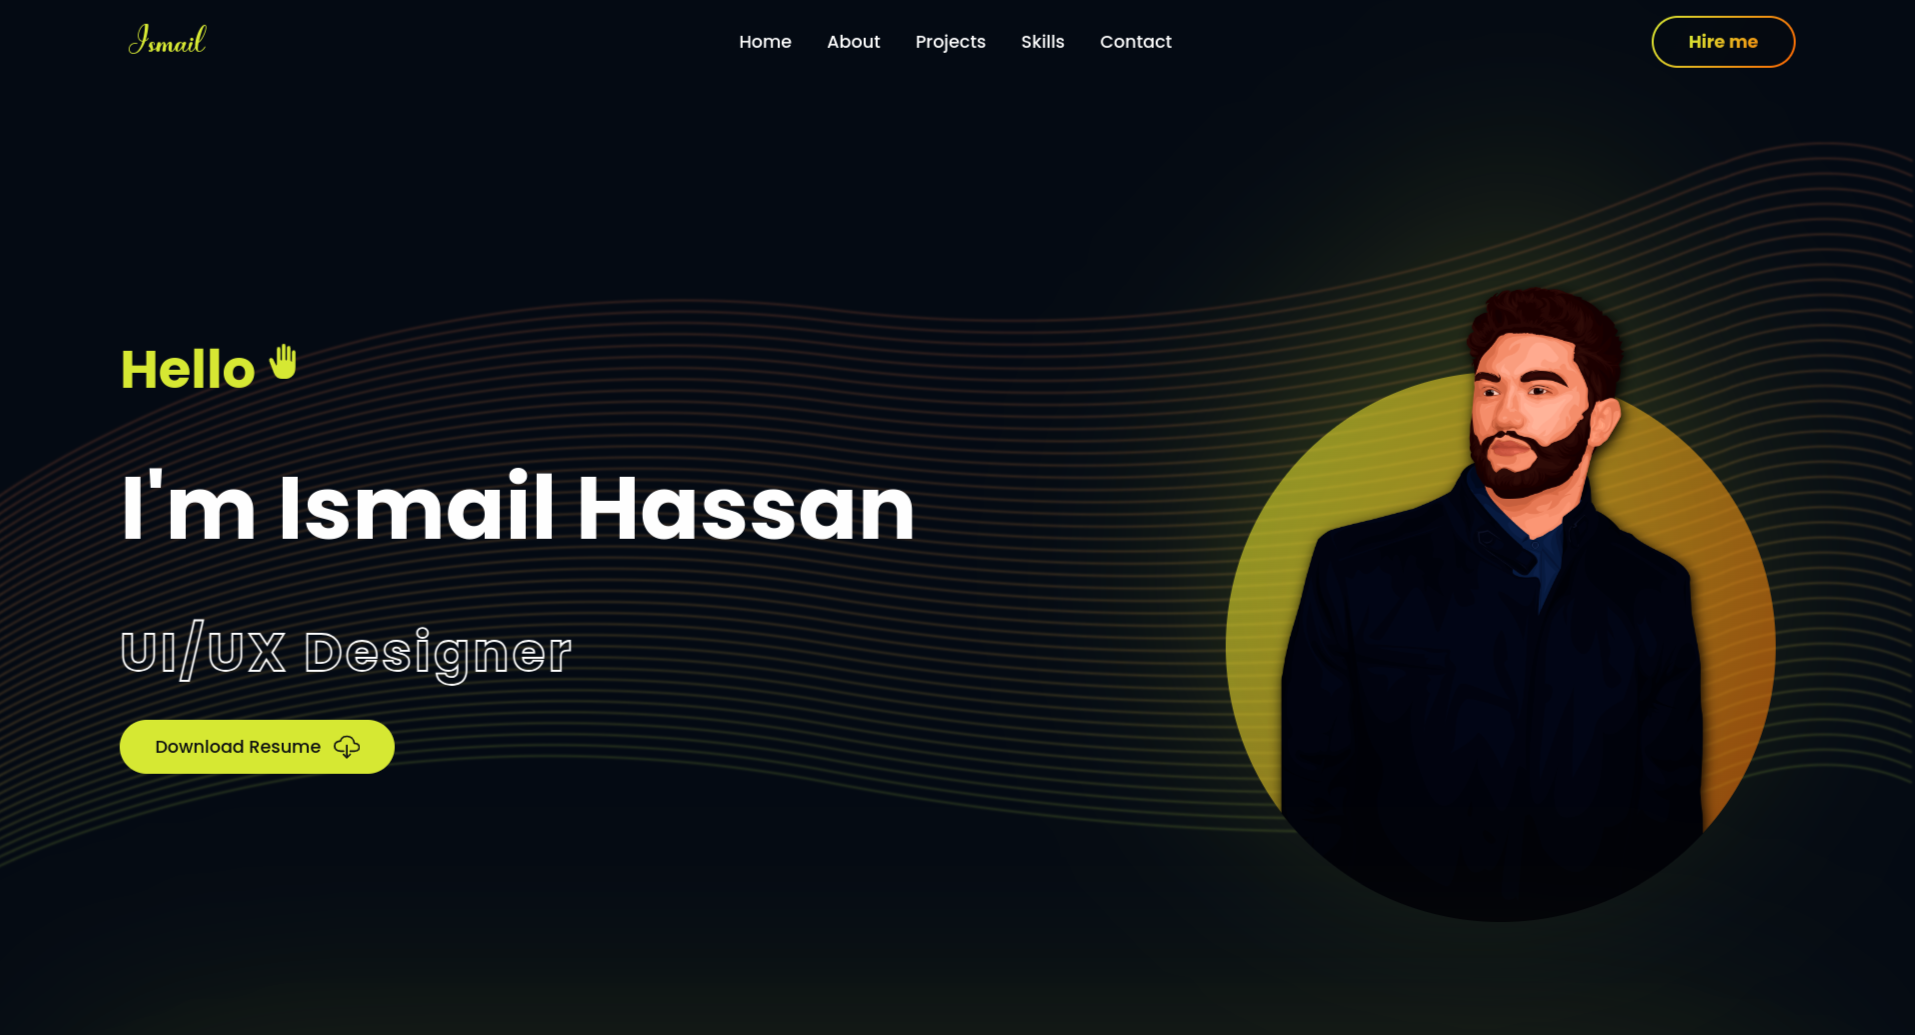 Ismail
Home About Projects Skills Contact
Hire me
Hello
I'm Ismail Hassan
UI/UX Designer
Download Resume